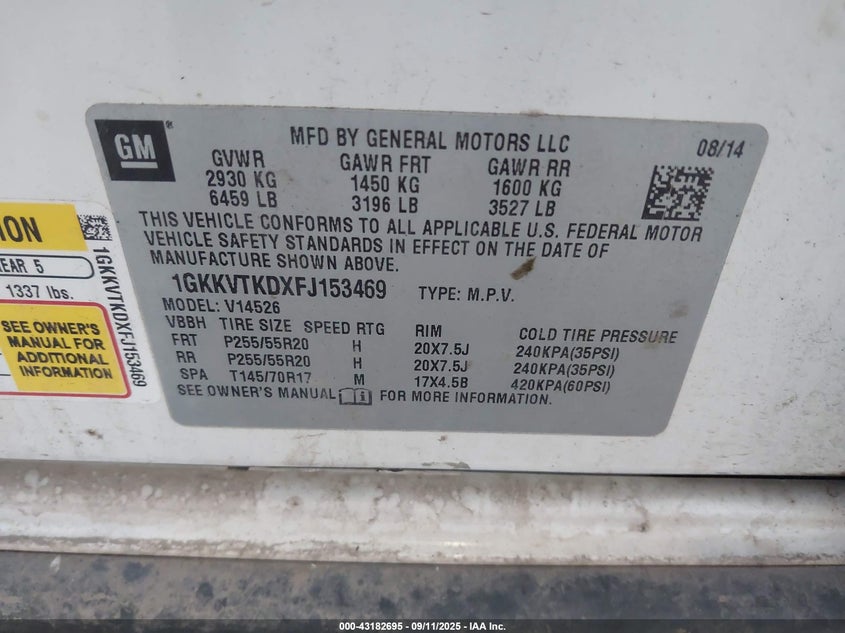 GM
MFD BY GENERAL MOTORS LLC
08/14
GVWR GAWR FRT GAWR RR
2930 KG 1450 KG 1600 KG
6459 LB 3196 LB 3527 LB
THIS VEHICLE CONFORMS TO ALL APPLICABLE U.S. FEDERAL MOTOR
VEHICLE SAFETY STANDARDS IN EFFECT ON THE DATE OF
MANUFACTURE SHOWN ABOVE.
1GKKVTKDXFJ153469 TYPE: M.P.V.
MODEL: V14526
VBBH TIRE SIZE SPEED RTG RIM COLD TIRE PRESSURE
FRT P255/55R20 H 20X7.5J 240KPA(35PSI)
RR P255/55R20 H 20X7.5J 240KPA(35PSI)
SPA T145/70R17 M 17X4.5B 420KPA(60PSI)
SEE OWNER'S MANUAL FOR MORE INFORMATION.
EAR 5
1337 lbs.
SEE OWNER'S
MANUAL FOR
ADDITIONAL
INFORMATION
1GKKVTKDXFJ153469
000-43182695 - 09/11/2025 - IAA Inc.